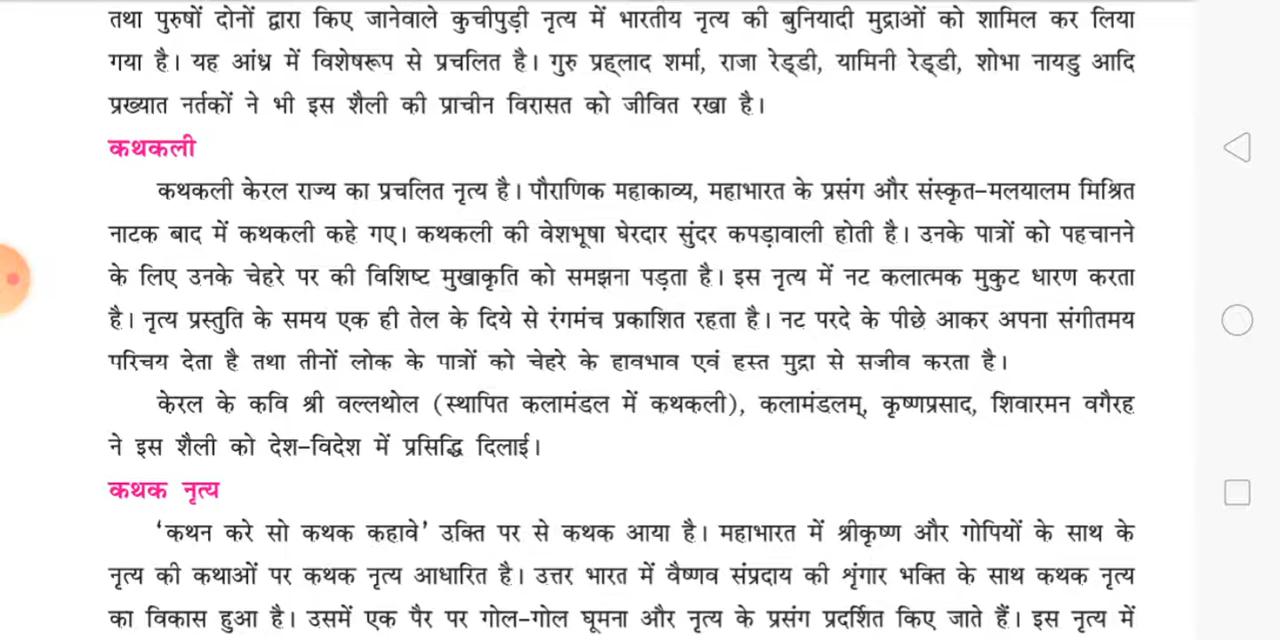 तथा पुरुषों दोनों द्वारा किए जानेवाले कुचीपुड़ी नृत्य में भारतीय नृत्य की बुनियादी मुद्राओं को शामिल कर लिया
गया है। यह आंध्र में विशेषरूप से प्रचलित है। गुरु प्रह्लाद शर्मा, राजा रेड्डी, यामिनी रेड्डी, शोभा नायडु आदि
प्रख्यात नर्तकों ने भी इस शैली की प्राचीन विरासत को जीवित रखा है।
कथकली
कथकली केरल राज्य का प्रचलित नृत्य है। पौराणिक महाकाव्य, महाभारत के प्रसंग और संस्कृत-मलयालम मिश्रित
नाटक बाद में कथकली कहे गए। कथकली की वेशभूषा घेरदार सुंदर कपड़ावाली होती है। उनके पात्रों को पहचानने
के लिए उनके चेहरे पर की विशिष्ट मुखाकृति को समझना पड़ता है। इस नृत्य में नट कलात्मक मुकुट धारण करता
है। नृत्य प्रस्तुति के समय एक ही तेल के दिये से रंगमंच प्रकाशित रहता है। नट परदे के पीछे आकर अपना संगीतमय
परिचय देता है तथा तीनों लोक के पात्रों को चेहरे के हावभाव एवं हस्त मुद्रा से सजीव करता है।
केरल के कवि श्री वल्लथोल (स्थापित कलामंडल में कथकली), कलामंडलम्, कृष्णप्रसाद, शिवारमन वगैरह
ने इस शैली को देश-विदेश में प्रसिद्धि दिलाई।
कथक नृत्य
‘कथन करे सो कथक कहावे’ उक्ति पर से कथक आया है। महाभारत में श्रीकृष्ण और गोपियों के साथ के
नृत्य की कथाओं पर कथक नृत्य आधारित है। उत्तर भारत में वैष्णव संप्रदाय की शृंगार भक्ति के साथ कथक नृत्य
का विकास हुआ है। उसमें एक पैर पर गोल-गोल घूमना और नृत्य के प्रसंग प्रदर्शित किए जाते हैं। इस नृत्य में